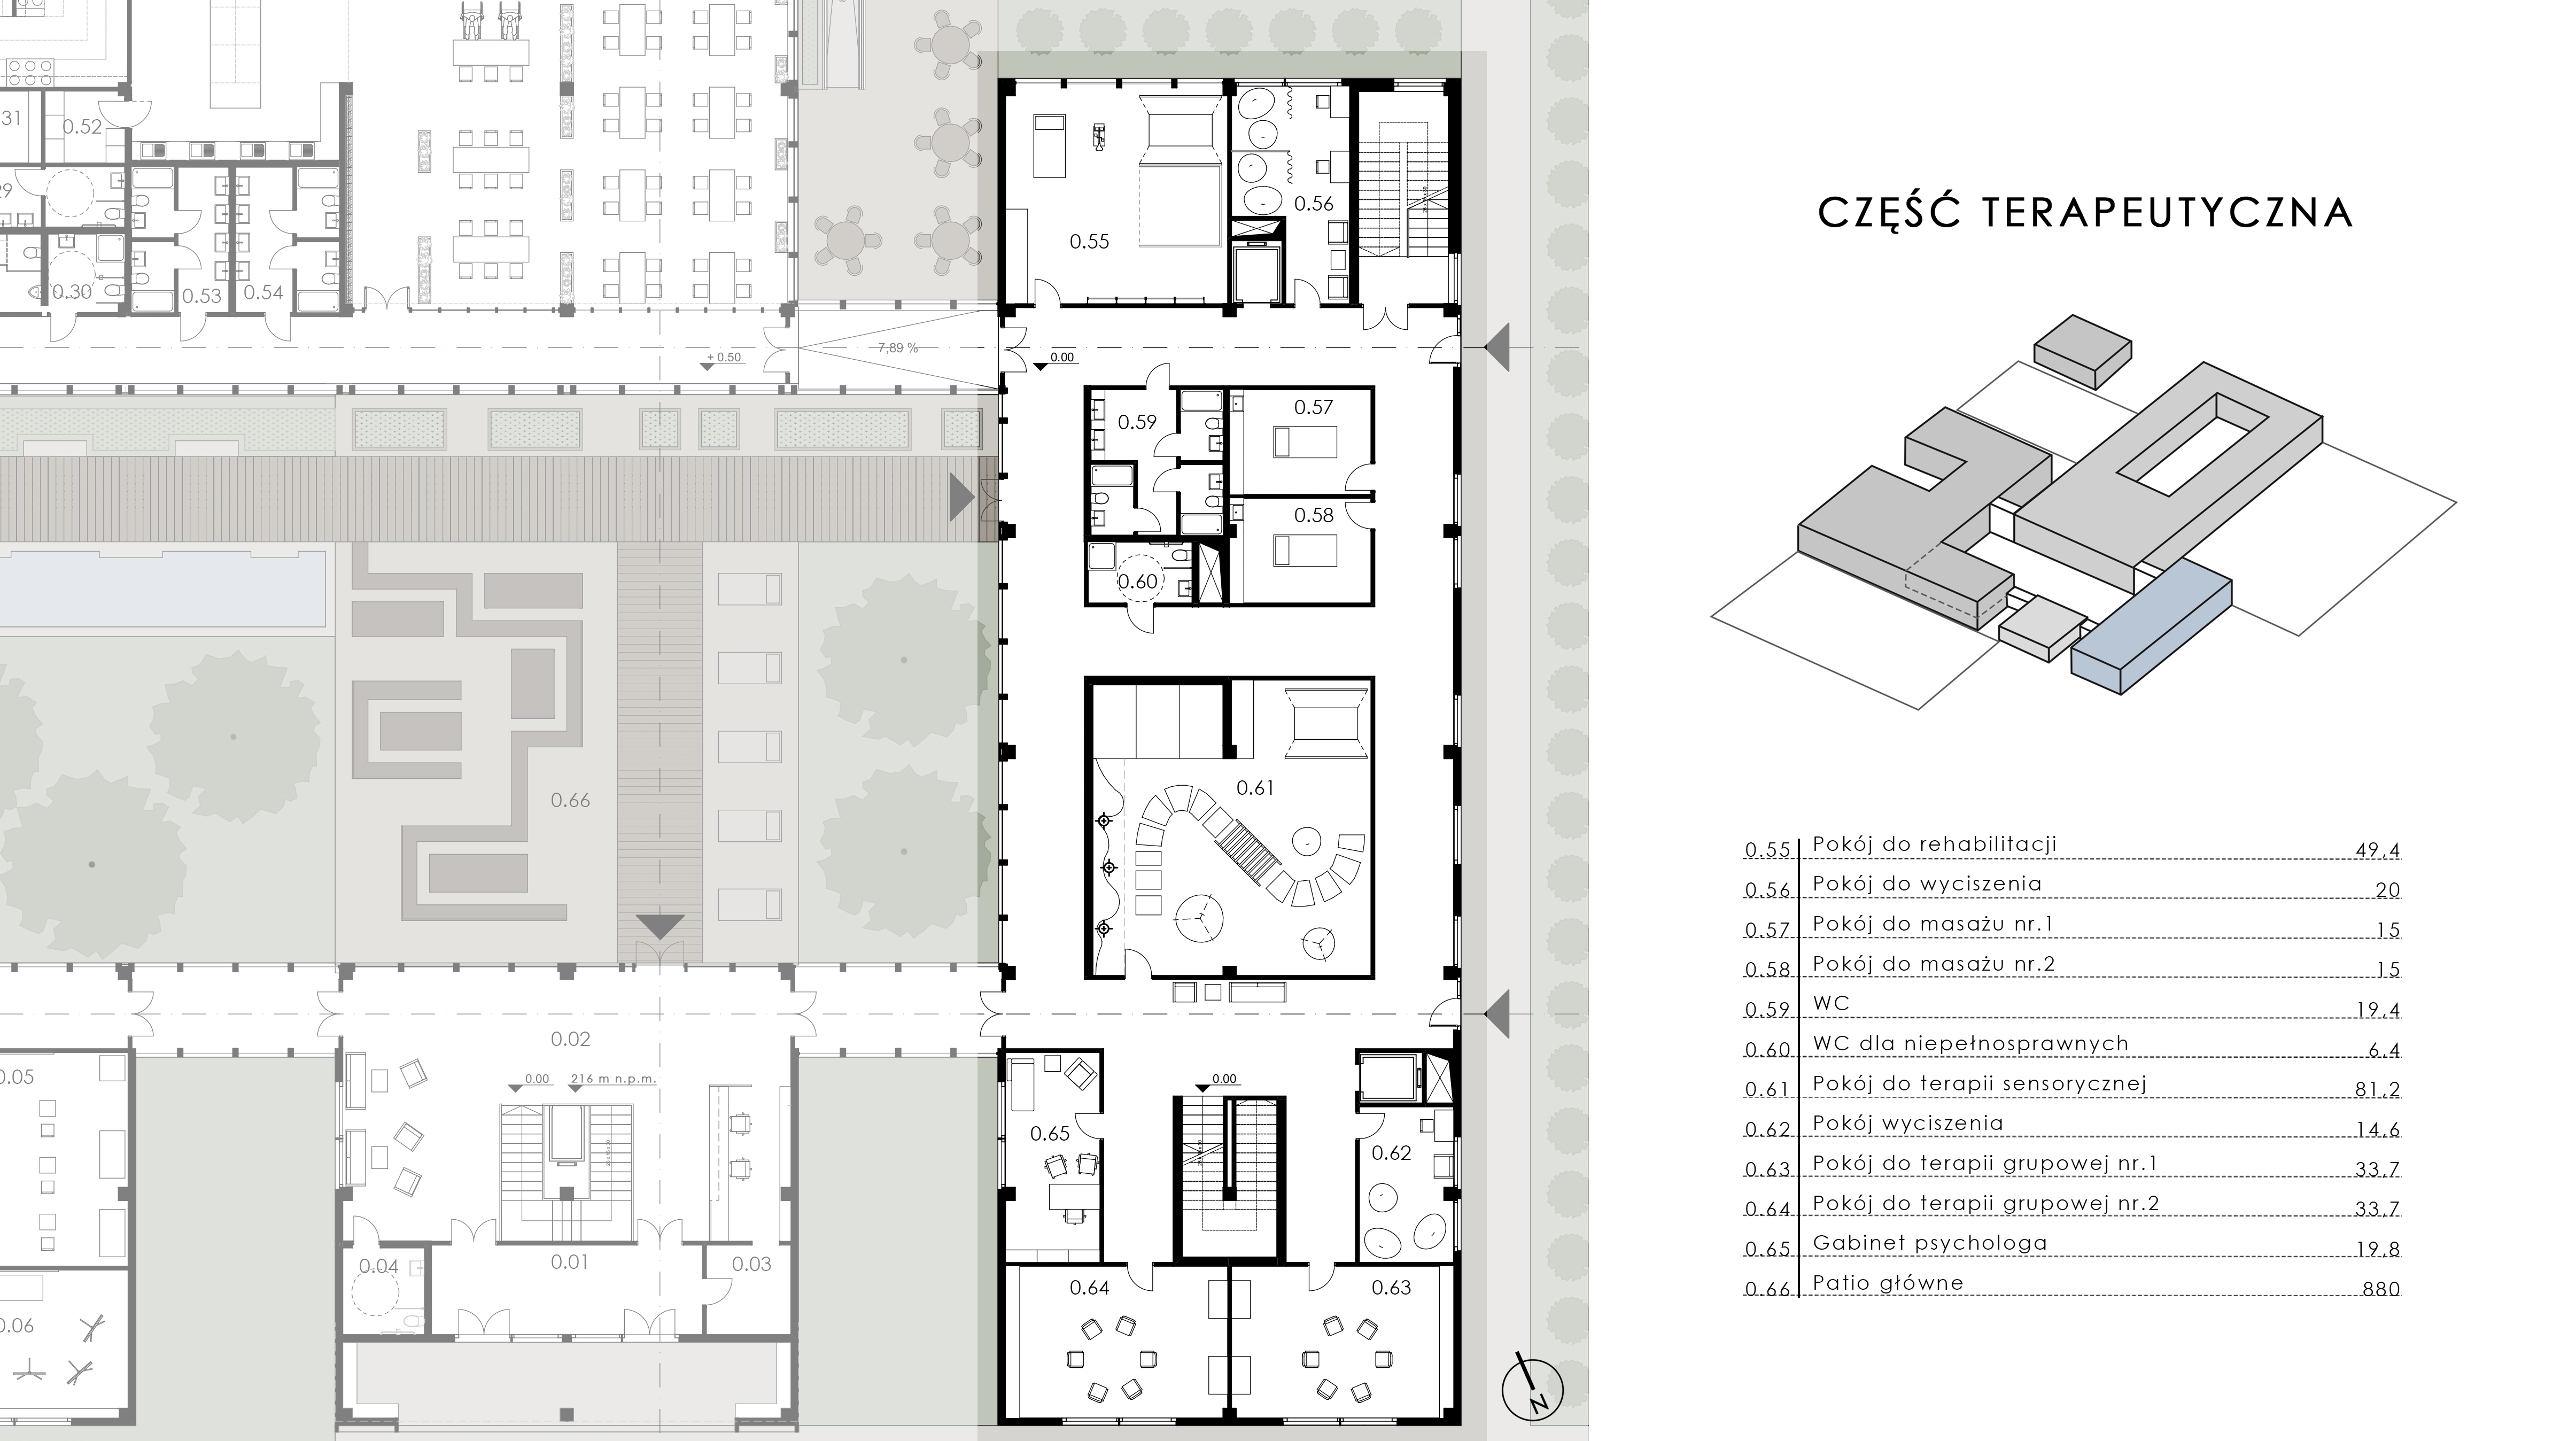 31
0.52
29
0.30
0.53
0.54
+ 0.50
7,89 %
0.00
0.55
0.56
0.57
0.58
0.59
0.60
0.61
0.66
0.02
0.00
216 m n.p.m.
0.05
0.06
0.04
0.01
0.03
0.00
0.65
0.62
0.64
0.63
N
CZĘŚĆ TERAPEUTYCZNA
0.55 Pokój do rehabilitacji 49,4
0.56 Pokój do wyciszenia 20
0.57 Pokój do masażu nr.1 15
0.58 Pokój do masażu nr.2 15
0.59 WC 19,4
0.60 WC dla niepełnosprawnych 6,4
0.61 Pokój do terapii sensorycznej 81,2
0.62 Pokój wyciszenia 14,6
0.63 Pokój do terapii grupowej nr.1 33,7
0.64 Pokój do terapii grupowej nr.2 33,7
0.65 Gabinet psychologa 19,8
0.66 Patio główne 880